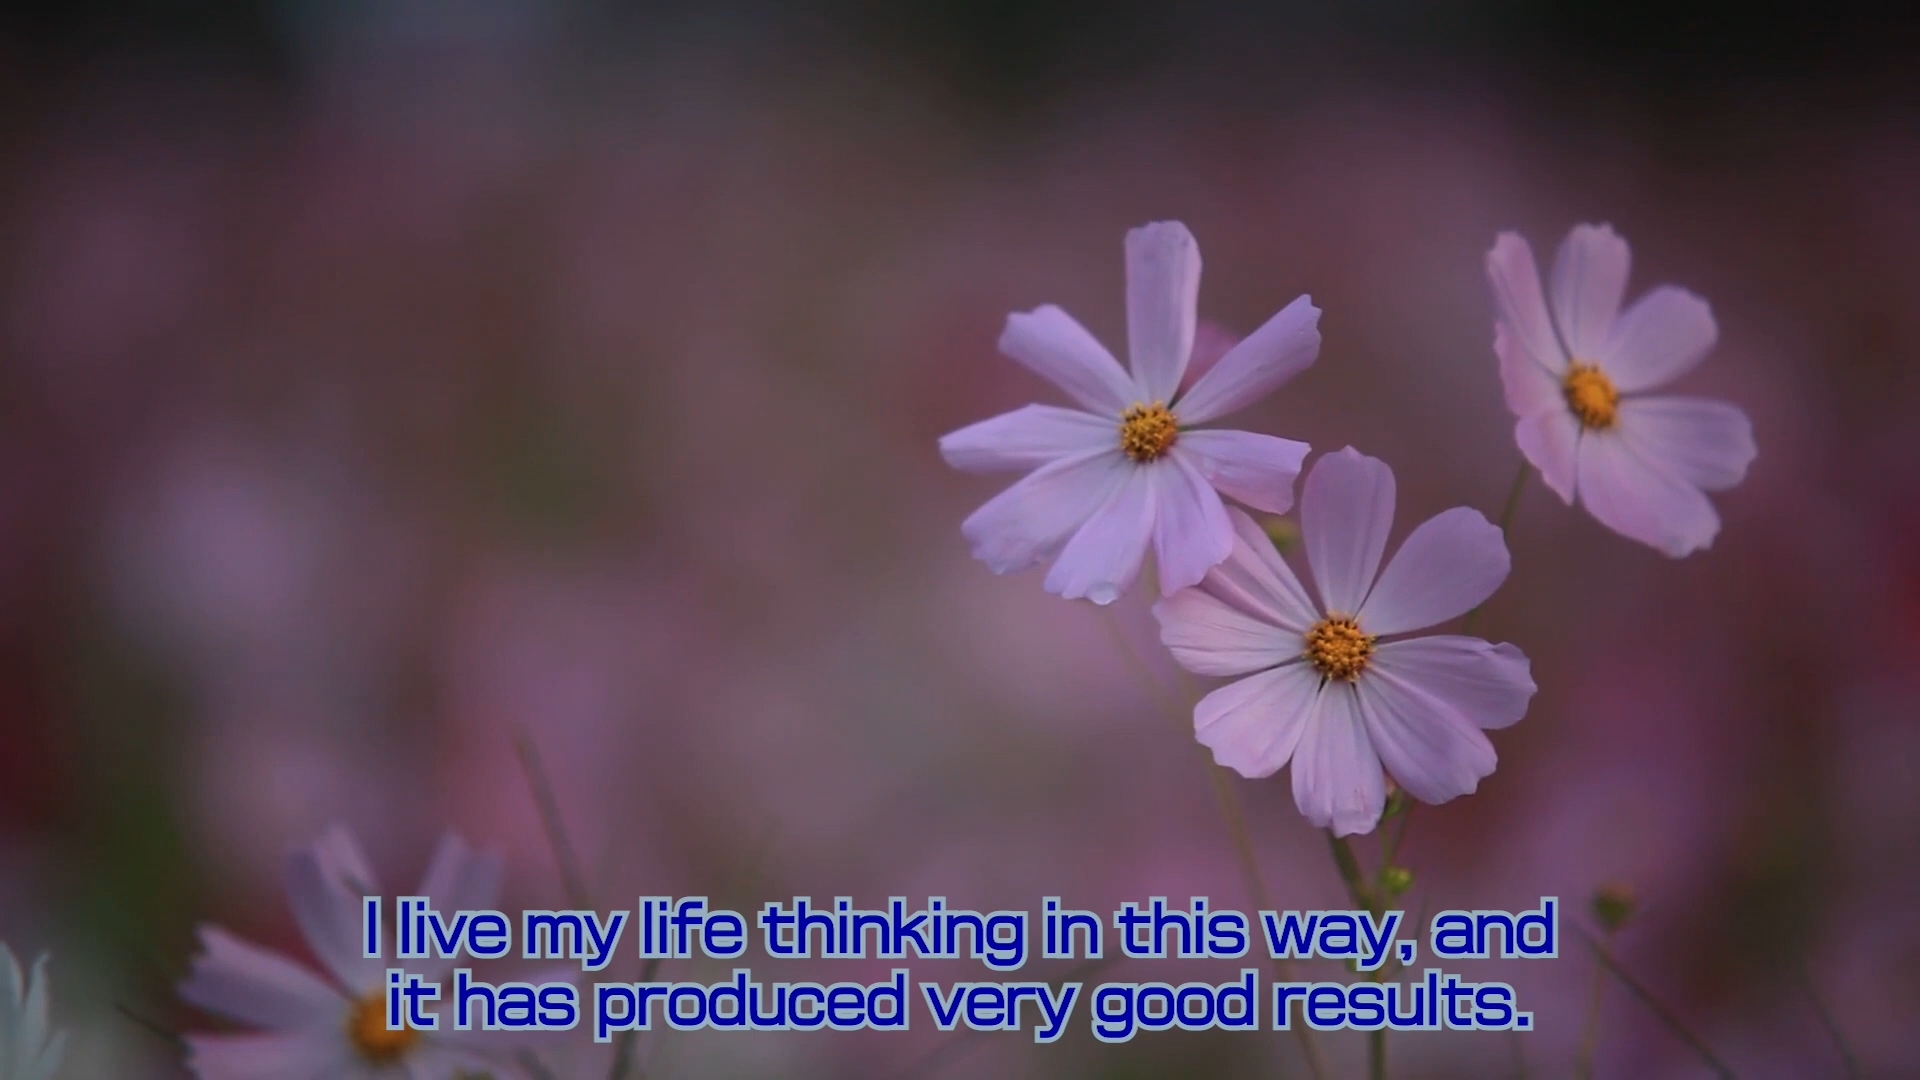 I live my life thinking in this way, and
it has produced very good results.